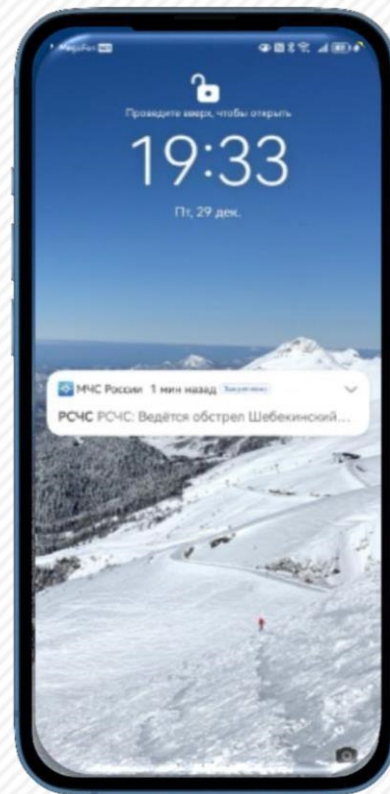 MegaFon
Проведите вверх, чтобы открыть
19:33
Пт, 29 дек.
МЧС России 1 мин назад
РСЧС РСЧС: Ведётся обстрел Шебекинский...